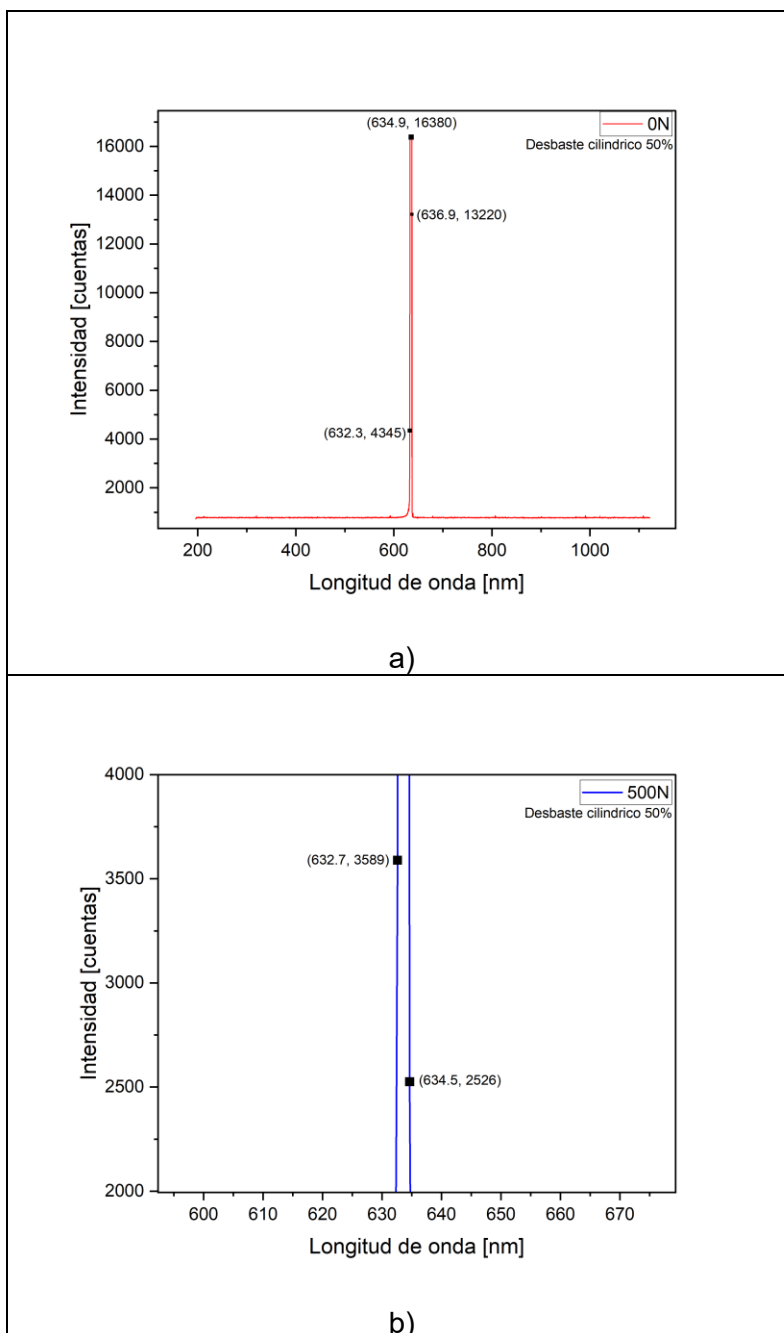 (634.9, 16380)
0N
Desbaste cilindrico 50%
16000
(636.9, 13220)
14000
12000
10000
8000
6000
(632.3, 4345)
4000
2000
Intensidad [cuentas]
200 400 600 800 1000
Longitud de onda [nm]
a)
4000
500N
Desbaste cilindrico 50%
(632.7, 3589)
3500
3000
(634.5, 2526)
2500
2000
Intensidad [cuentas]
600 610 620 630 640 650 660 670
Longitud de onda [nm]
b)